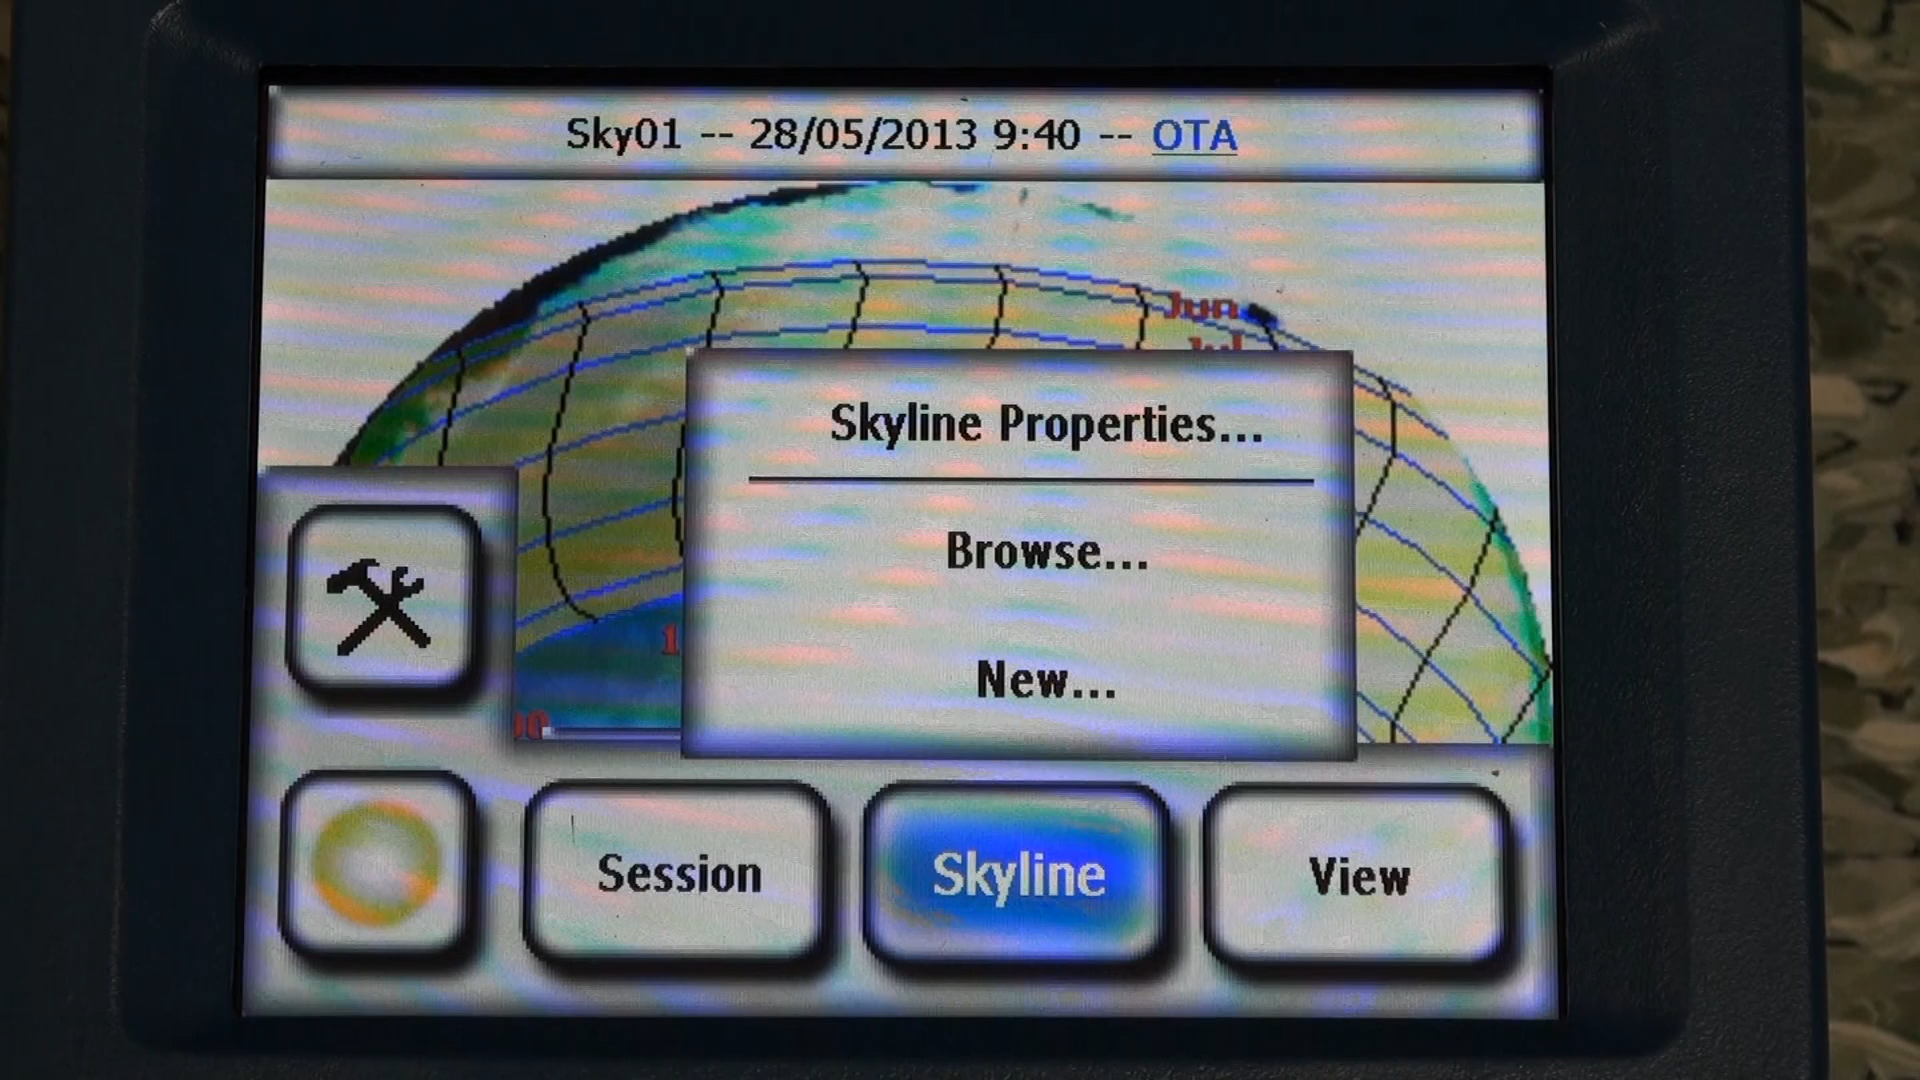 Sky01 -- 28/05/2013 9:40 -- OTA
Jun
Skyline Properties...
Browse...
New...
Session
Skyline
View